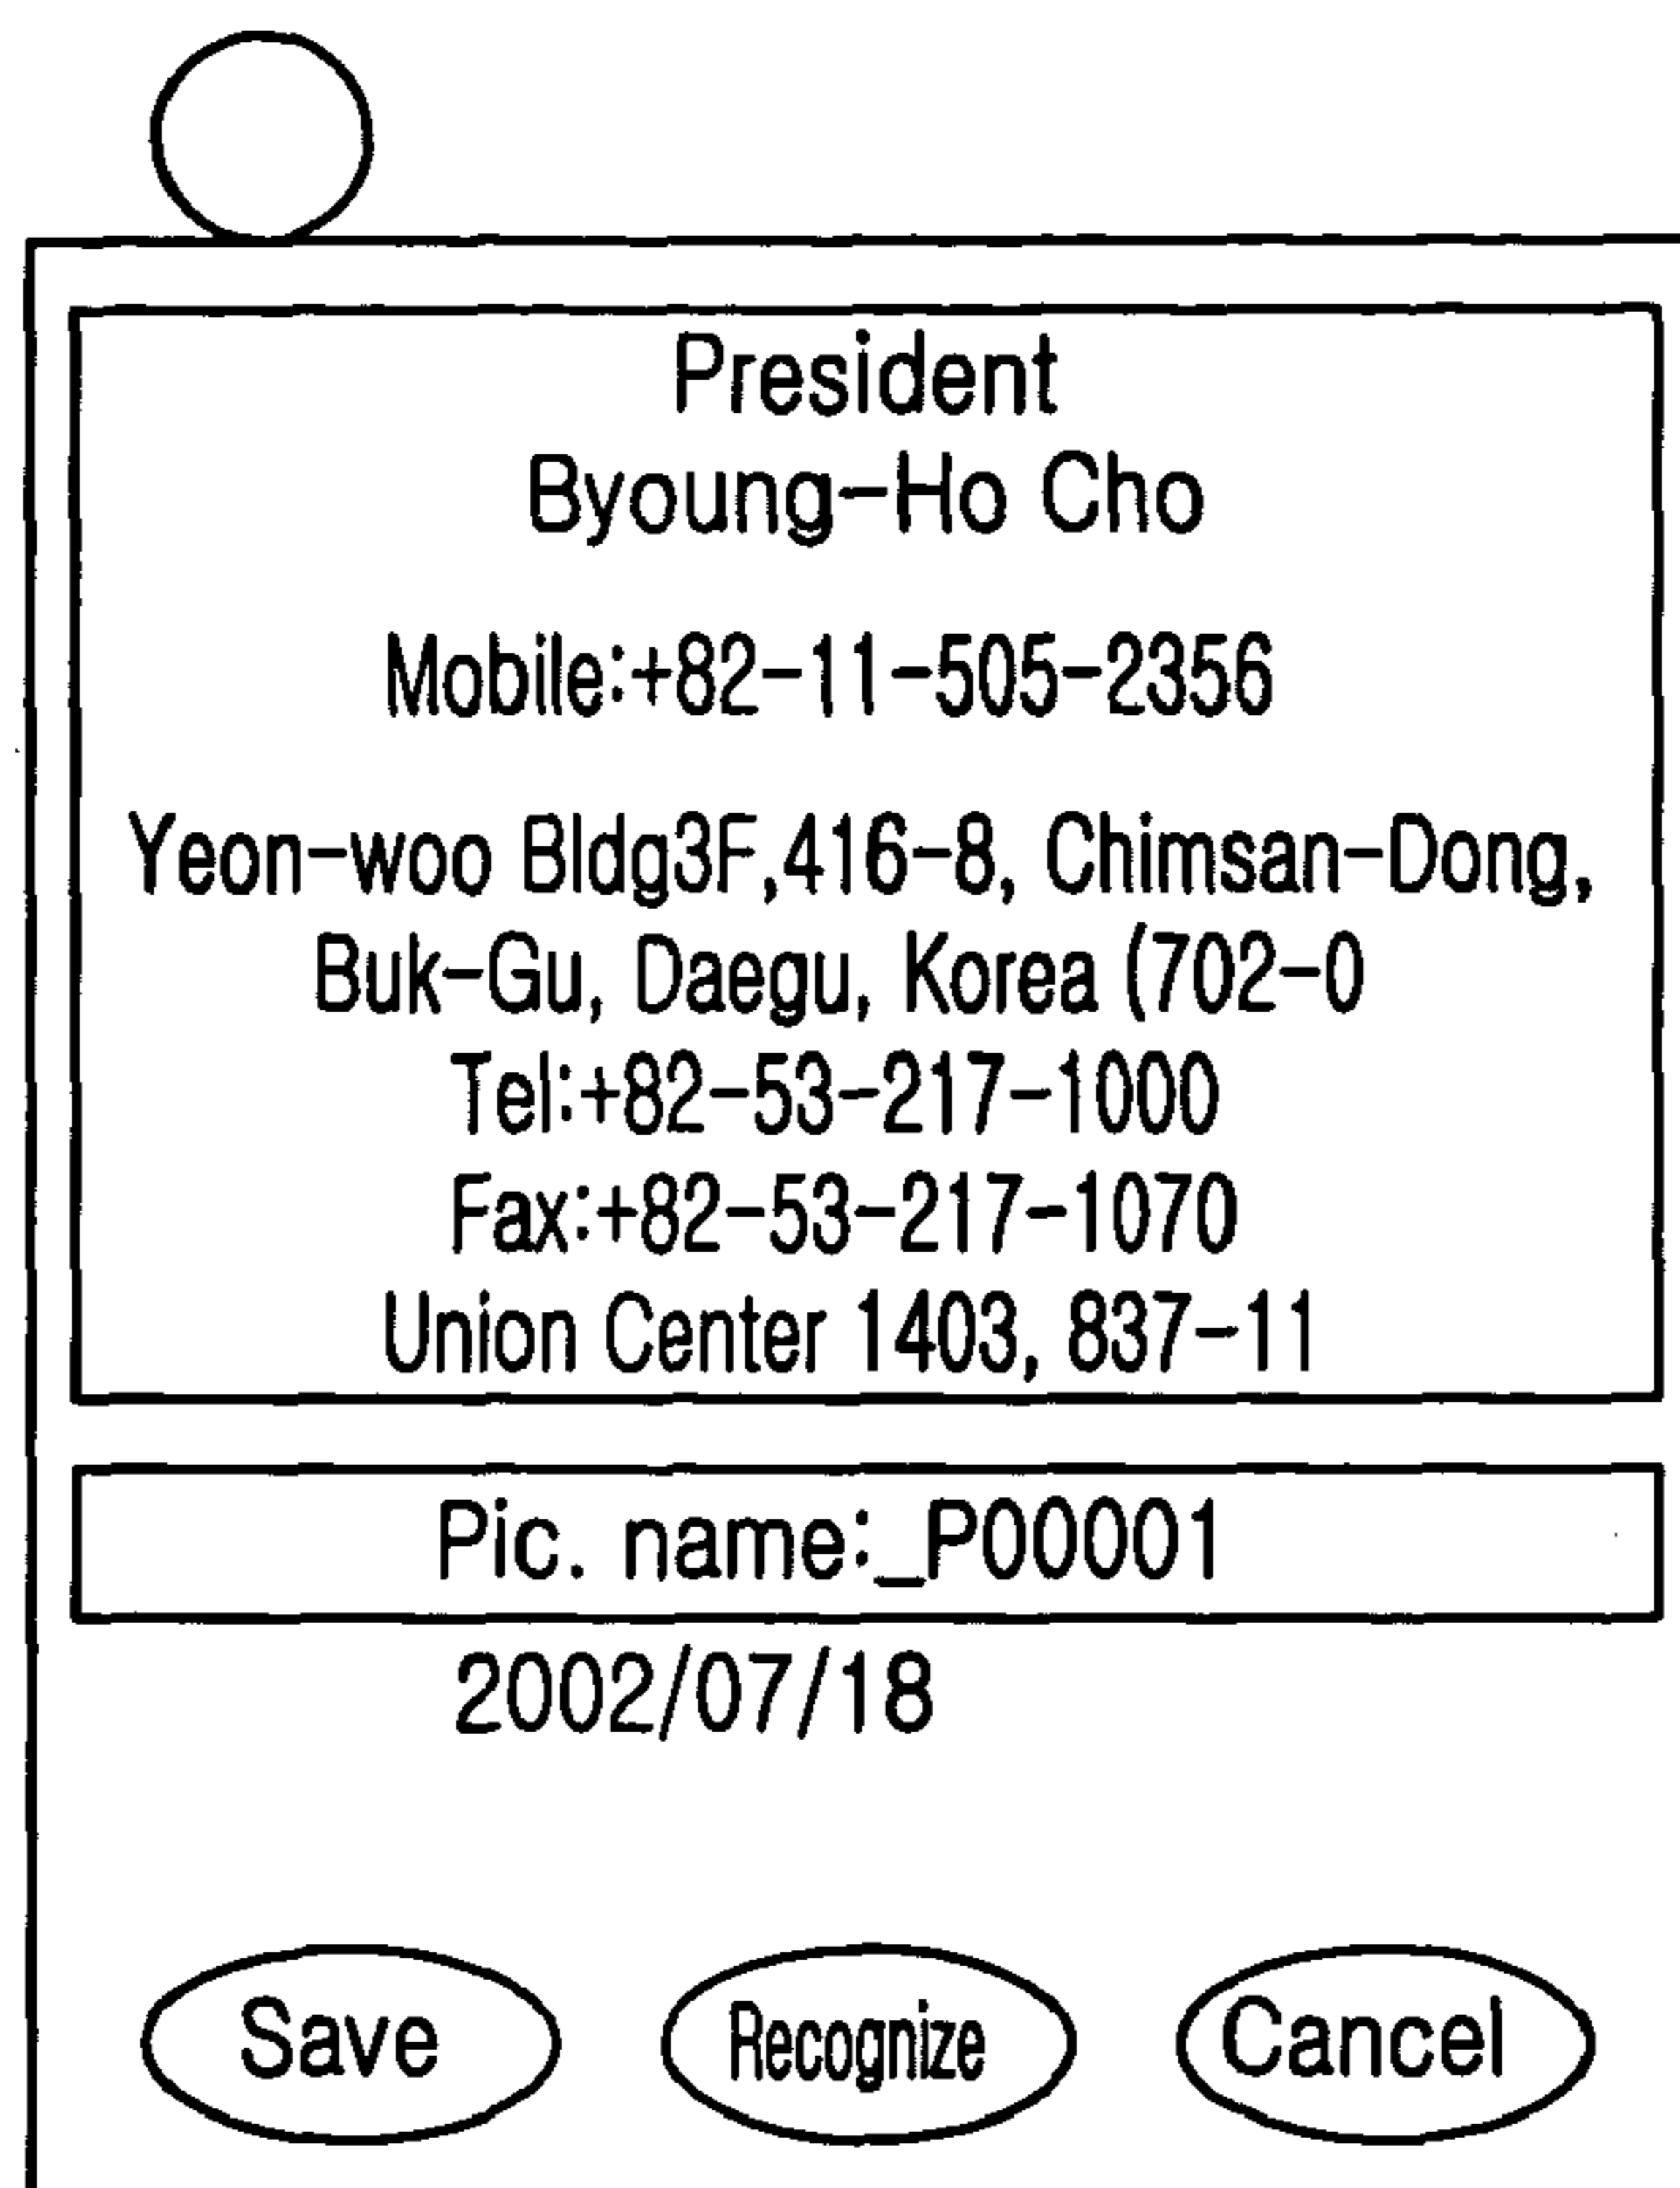 President
Byoung-Ho Cho
Mobile:+82-11-505-2356
Yeon-woo Bldg3F,416-8, Chimsan-Dong,
Buk-Gu, Daegu, Korea (702-0
Tel:+82-53-217-1000
Fax:+82-53-217-1070
Union Center 1403, 837-11
Pic. name:_P00001
2002/07/18
Save Recognize Cancel